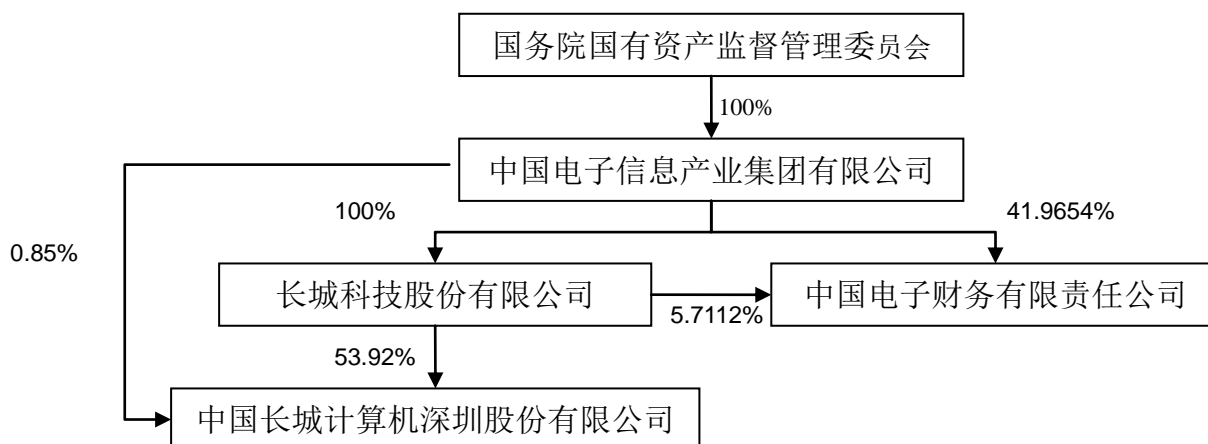 国务院国有资产监督管理委员会
100%
中国电子信息产业集团有限公司
100%
41.9654%
0.85%
长城科技股份有限公司
中国电子财务有限责任公司
5.7112%
53.92%
中国长城计算机深圳股份有限公司